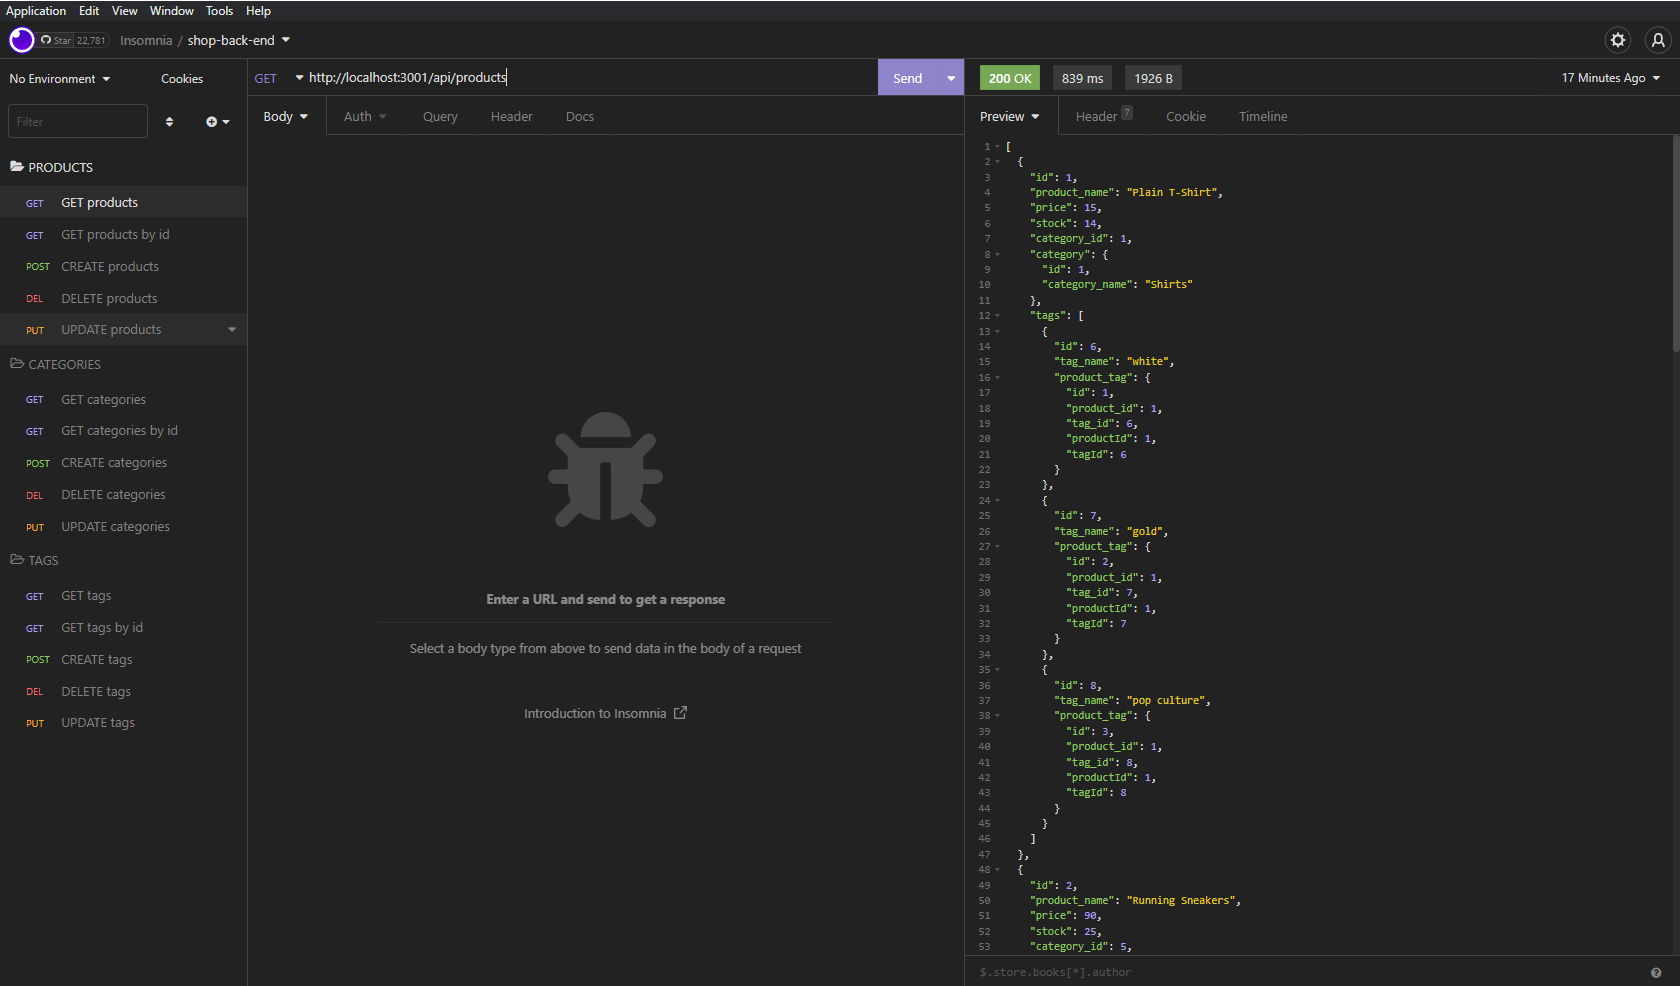 Application Edit View Window Tools Help
Star 22,781 Insomnia / shop-back-end
No Environment Cookies
Filter
PRODUCTS
GET GET products
GET GET products by id
POST CREATE products
DEL DELETE products
PUT UPDATE products
CATEGORIES
GET GET categories
GET GET categories by id
POST CREATE categories
DEL DELETE categories
PUT UPDATE categories
TAGS
GET GET tags
GET GET tags by id
POST CREATE tags
DEL DELETE tags
PUT UPDATE tags
GET http://localhost:3001/api/products Send
Body Auth Query Header Docs
Enter a URL and send to get a response
Select a body type from above to send data in the body of a request
Introduction to Insomnia
200 OK 839 ms 1926 B 17 Minutes Ago
Preview Header 7 Cookie Timeline
1 [
2 {
3 "id": 1,
4 "product_name": "Plain T-Shirt",
5 "price": 15,
6 "stock": 14,
7 "category_id": 1,
8 "category": {
9 "id": 1,
10 "category_name": "Shirts"
11 },
12 "tags": [
13 {
14 "id": 6,
15 "tag_name": "white",
16 "product_tag": {
17 "id": 1,
18 "product_id": 1,
19 "tag_id": 6,
20 "productId": 1,
21 "tagId": 6
22 }
23 },
24 {
25 "id": 7,
26 "tag_name": "gold",
27 "product_tag": {
28 "id": 2,
29 "product_id": 1,
30 "tag_id": 7,
31 "productId": 1,
32 "tagId": 7
33 }
34 },
35 {
36 "id": 8,
37 "tag_name": "pop culture",
38 "product_tag": {
39 "id": 3,
40 "product_id": 1,
41 "tag_id": 8,
42 "productId": 1,
43 "tagId": 8
44 }
45 }
46 ]
47 },
48 {
49 "id": 2,
50 "product_name": "Running Sneakers",
51 "price": 90,
52 "stock": 25,
53 "category_id": 5,
$.store.books[*].author